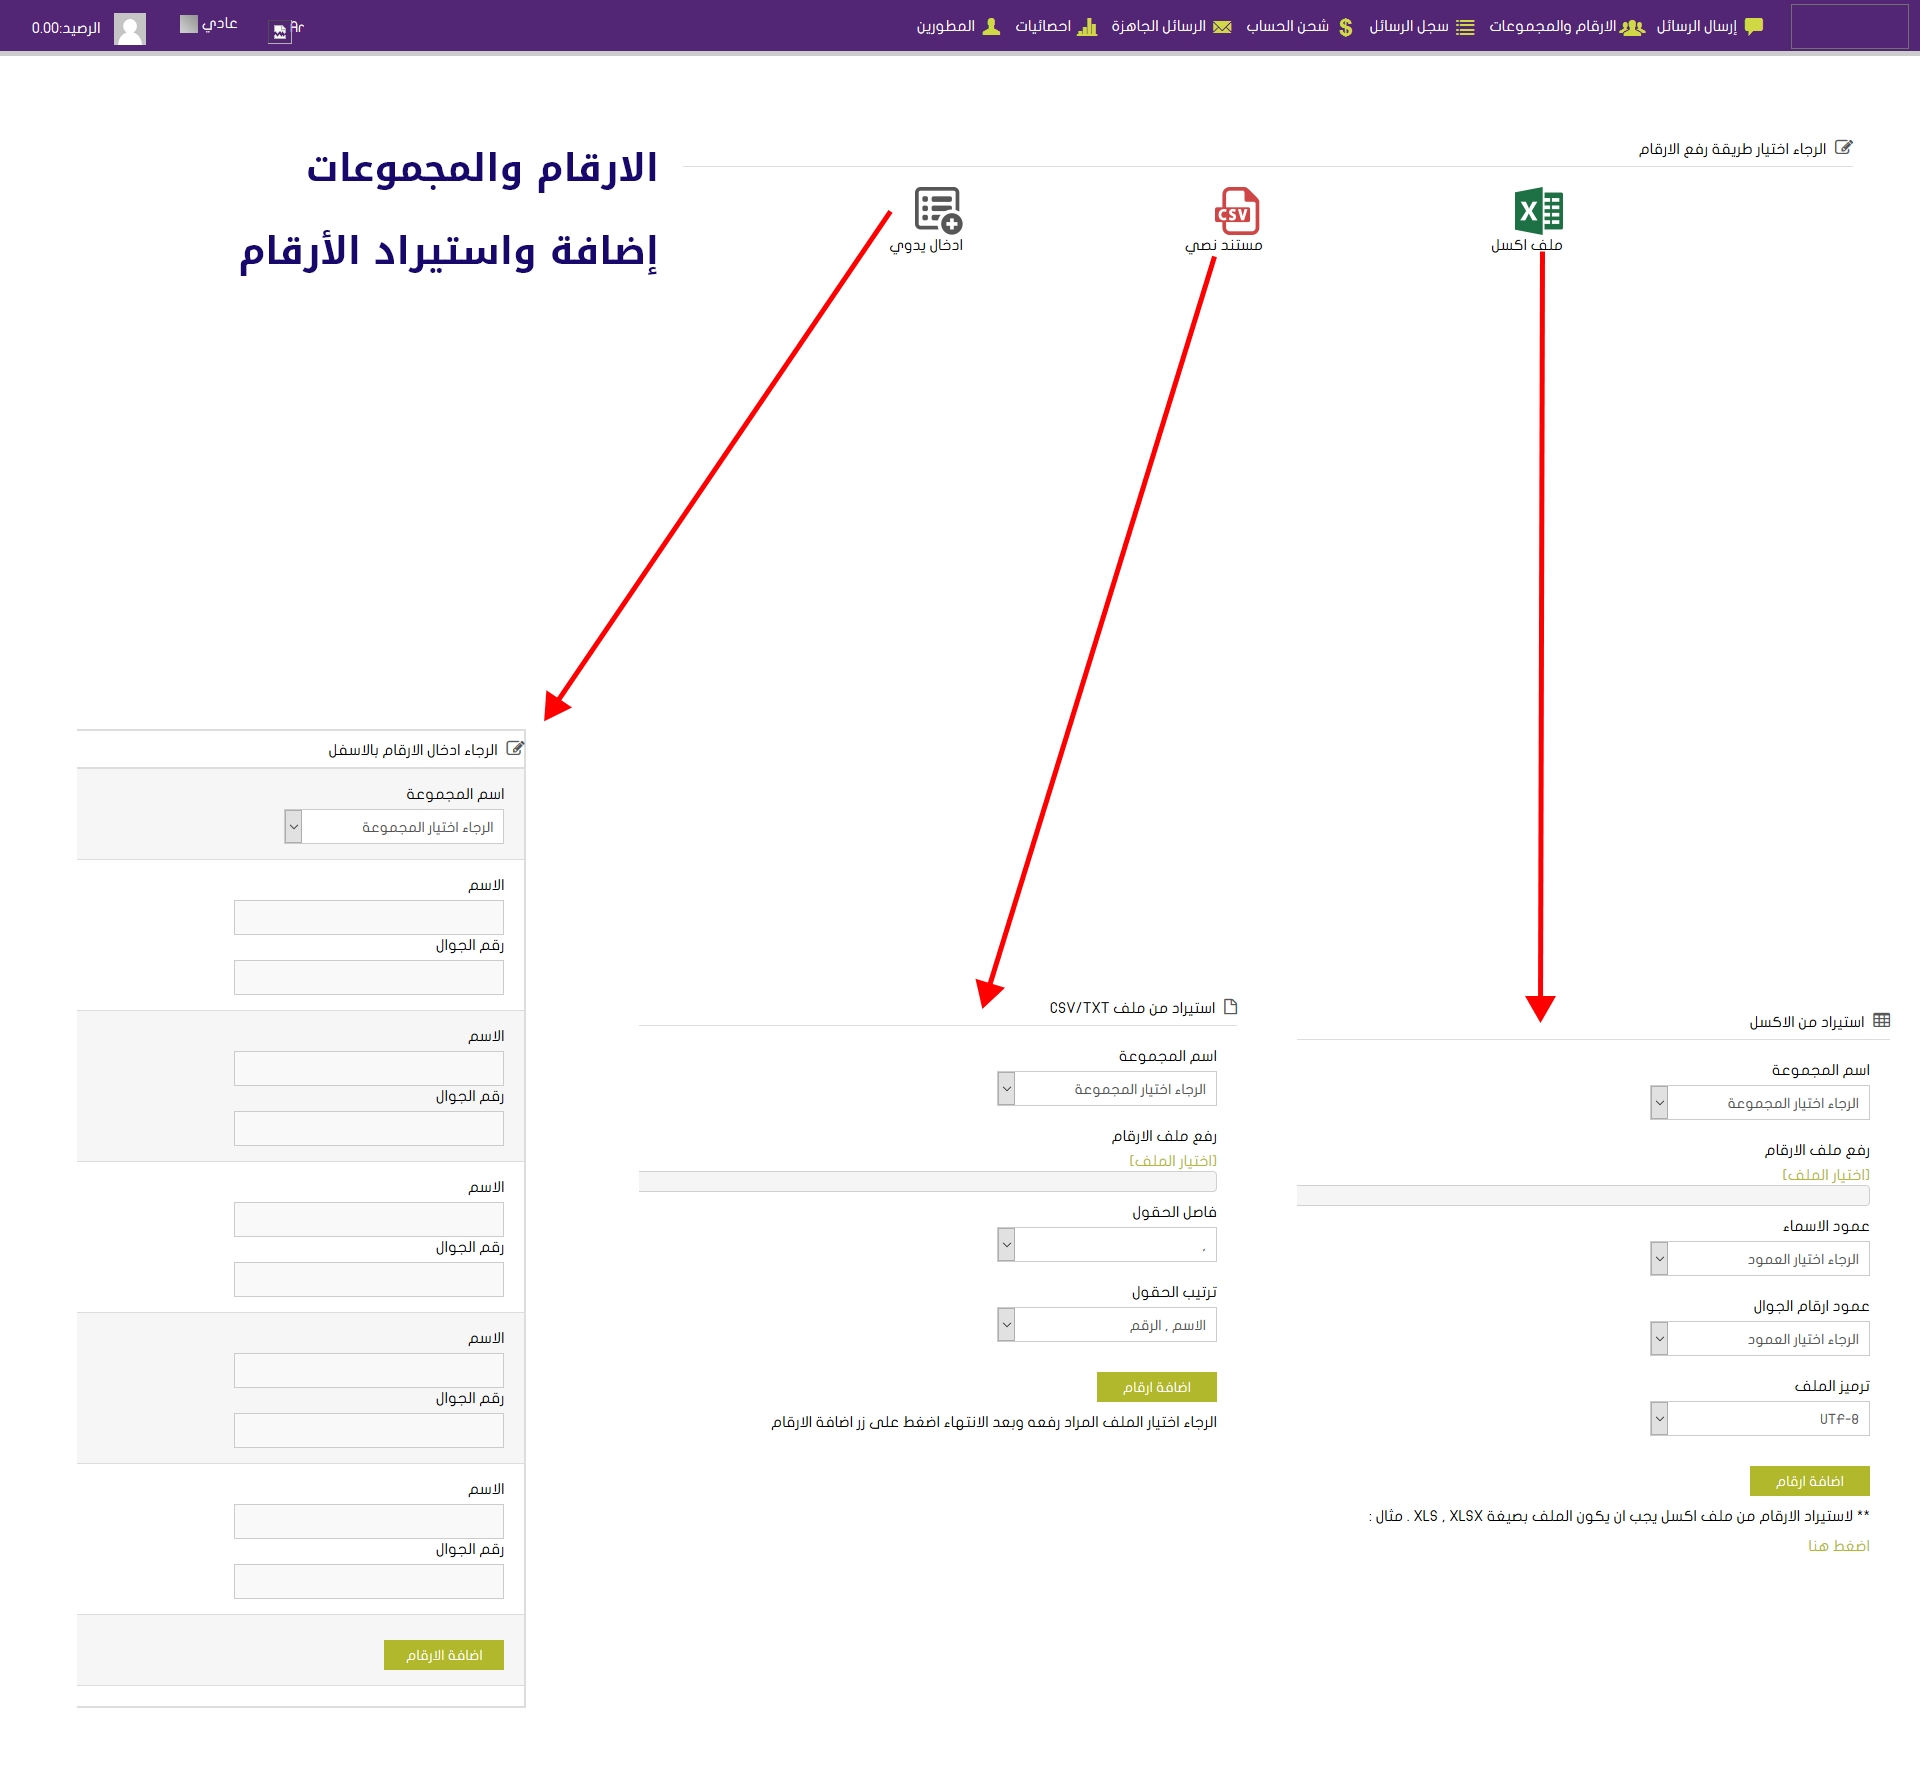 إرسال الرسائل
الارقام والمجموعات
سجل الرسائل
شحن الحساب
الرسائل الجاهزة
احصائيات
المطورين
Ar
عادي
الرصيد:0.00
الرجاء اختيار طريقة رفع الارقام
ملف اكسل
CSV
مستند نصي
ادخال يدوي
الارقام والمجموعات
إضافة واستيراد الأرقام
استيراد من الاكسل
اسم المجموعة
الرجاء اختيار المجموعة
رفع ملف الارقام
[اختيار الملف]
عمود الاسماء
الرجاء اختيار العمود
عمود ارقام الجوال
الرجاء اختيار العمود
ترميز الملف
UTF-8
اضافة ارقام
** لاستيراد الارقام من ملف اكسل يجب ان يكون الملف بصيغة XLS , XLSX . مثال :
اضغط هنا
استيراد من ملف CSV/TXT
اسم المجموعة
الرجاء اختيار المجموعة
رفع ملف الارقام
[اختيار الملف]
فاصل الحقول
,
ترتيب الحقول
الاسم , الرقم
اضافة ارقام
الرجاء اختيار الملف المراد رفعه وبعد الانتهاء اضغط على زر اضافة الارقام
الرجاء ادخال الارقام بالاسفل
اسم المجموعة
الرجاء اختيار المجموعة
الاسم
رقم الجوال
الاسم
رقم الجوال
الاسم
رقم الجوال
الاسم
رقم الجوال
الاسم
رقم الجوال
اضافة الارقام